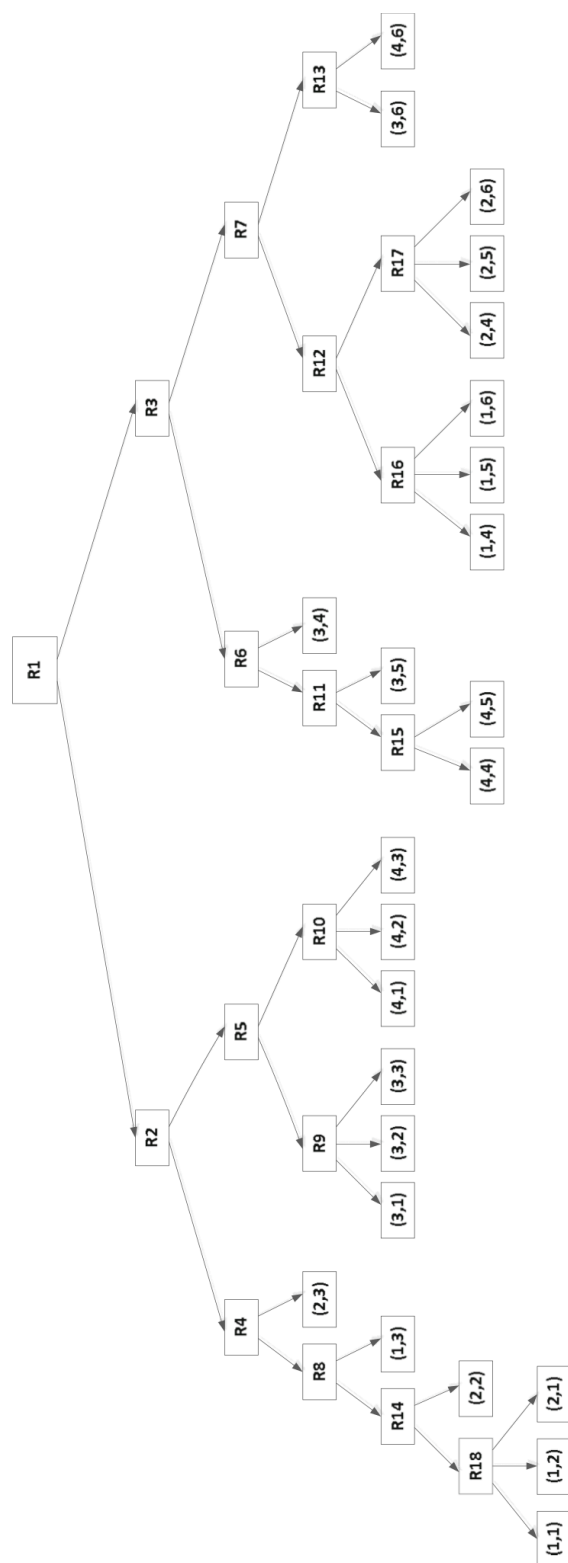 R1
R2
R3
R4
R5
R6
R7
R8
(2,3)
R9
R10
R11
(3,4)
R12
R13
R14
(1,3)
(3,1)
(3,2)
(3,3)
(4,1)
(4,2)
(4,3)
R15
(3,5)
R16
R17
(3,6)
(4,6)
R18
(2,2)
(4,4)
(4,5)
(1,4)
(1,5)
(1,6)
(2,4)
(2,5)
(2,6)
(1,1)
(1,2)
(2,1)